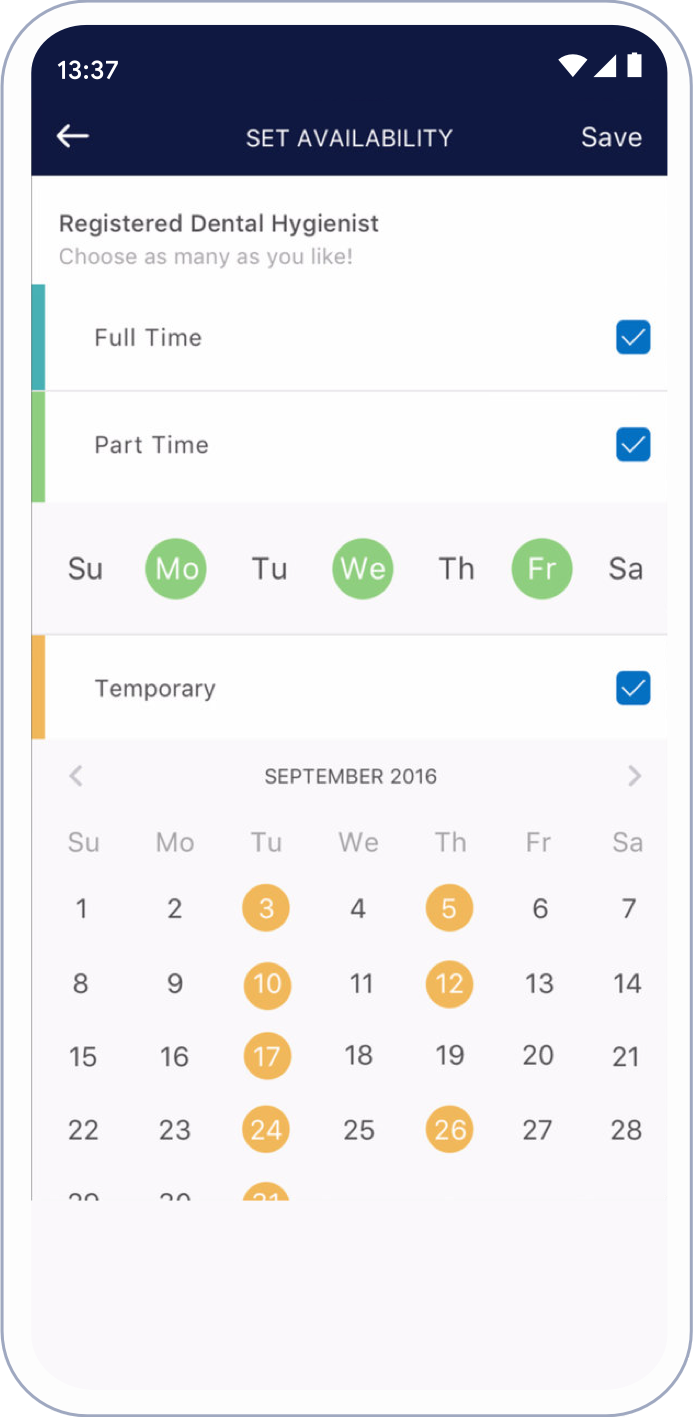 13:37
SET AVAILABILITY Save
Registered Dental Hygienist
Choose as many as you like!
Full Time
Part Time
Su Mo Tu We Th Fr Sa
Temporary
SEPTEMBER 2016
Su Mo Tu We Th Fr Sa
1 2 3 4 5 6 7
8 9 10 11 12 13 14
15 16 17 18 19 20 21
22 23 24 25 26 27 28
29 30 31